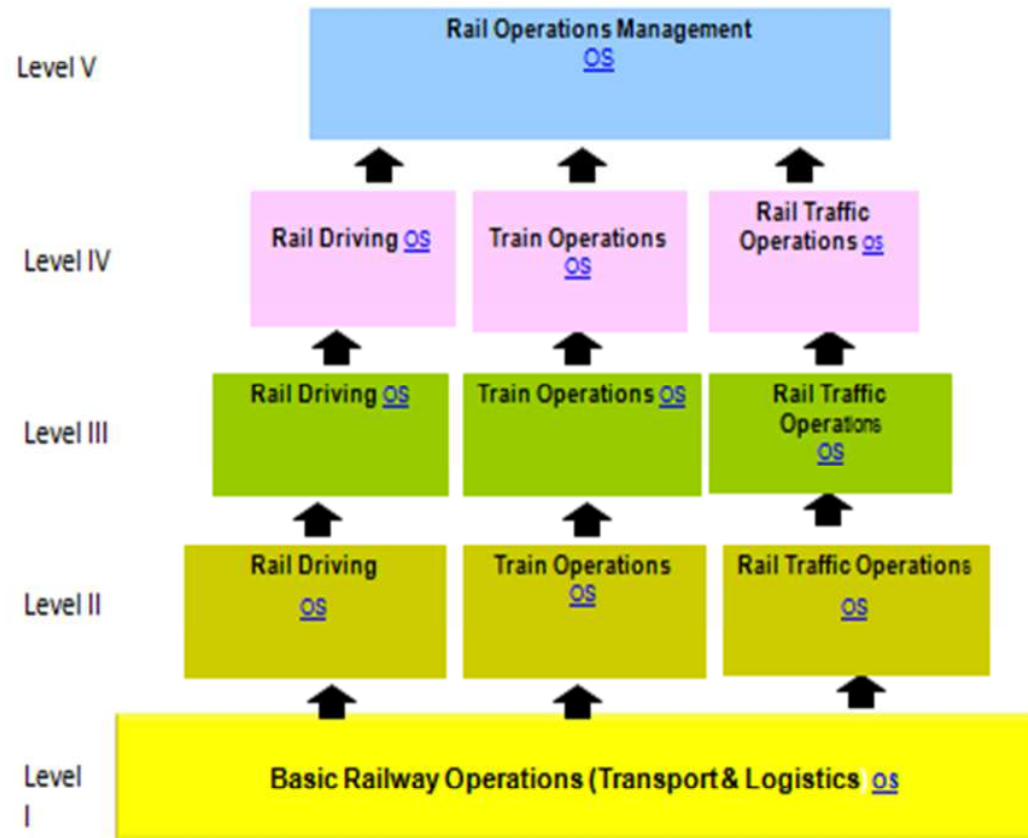 Level V
Rail Operations Management
OS
Level IV
Rail Driving OS
Train Operations
OS
Rail Traffic
Operations OS
Level III
Rail Driving OS
Train Operations OS
Rail Traffic
Operations
OS
Level II
Rail Driving
OS
Train Operations
OS
Rail Traffic Operations
OS
Level
I
Basic Railway Operations (Transport & Logistics) OS